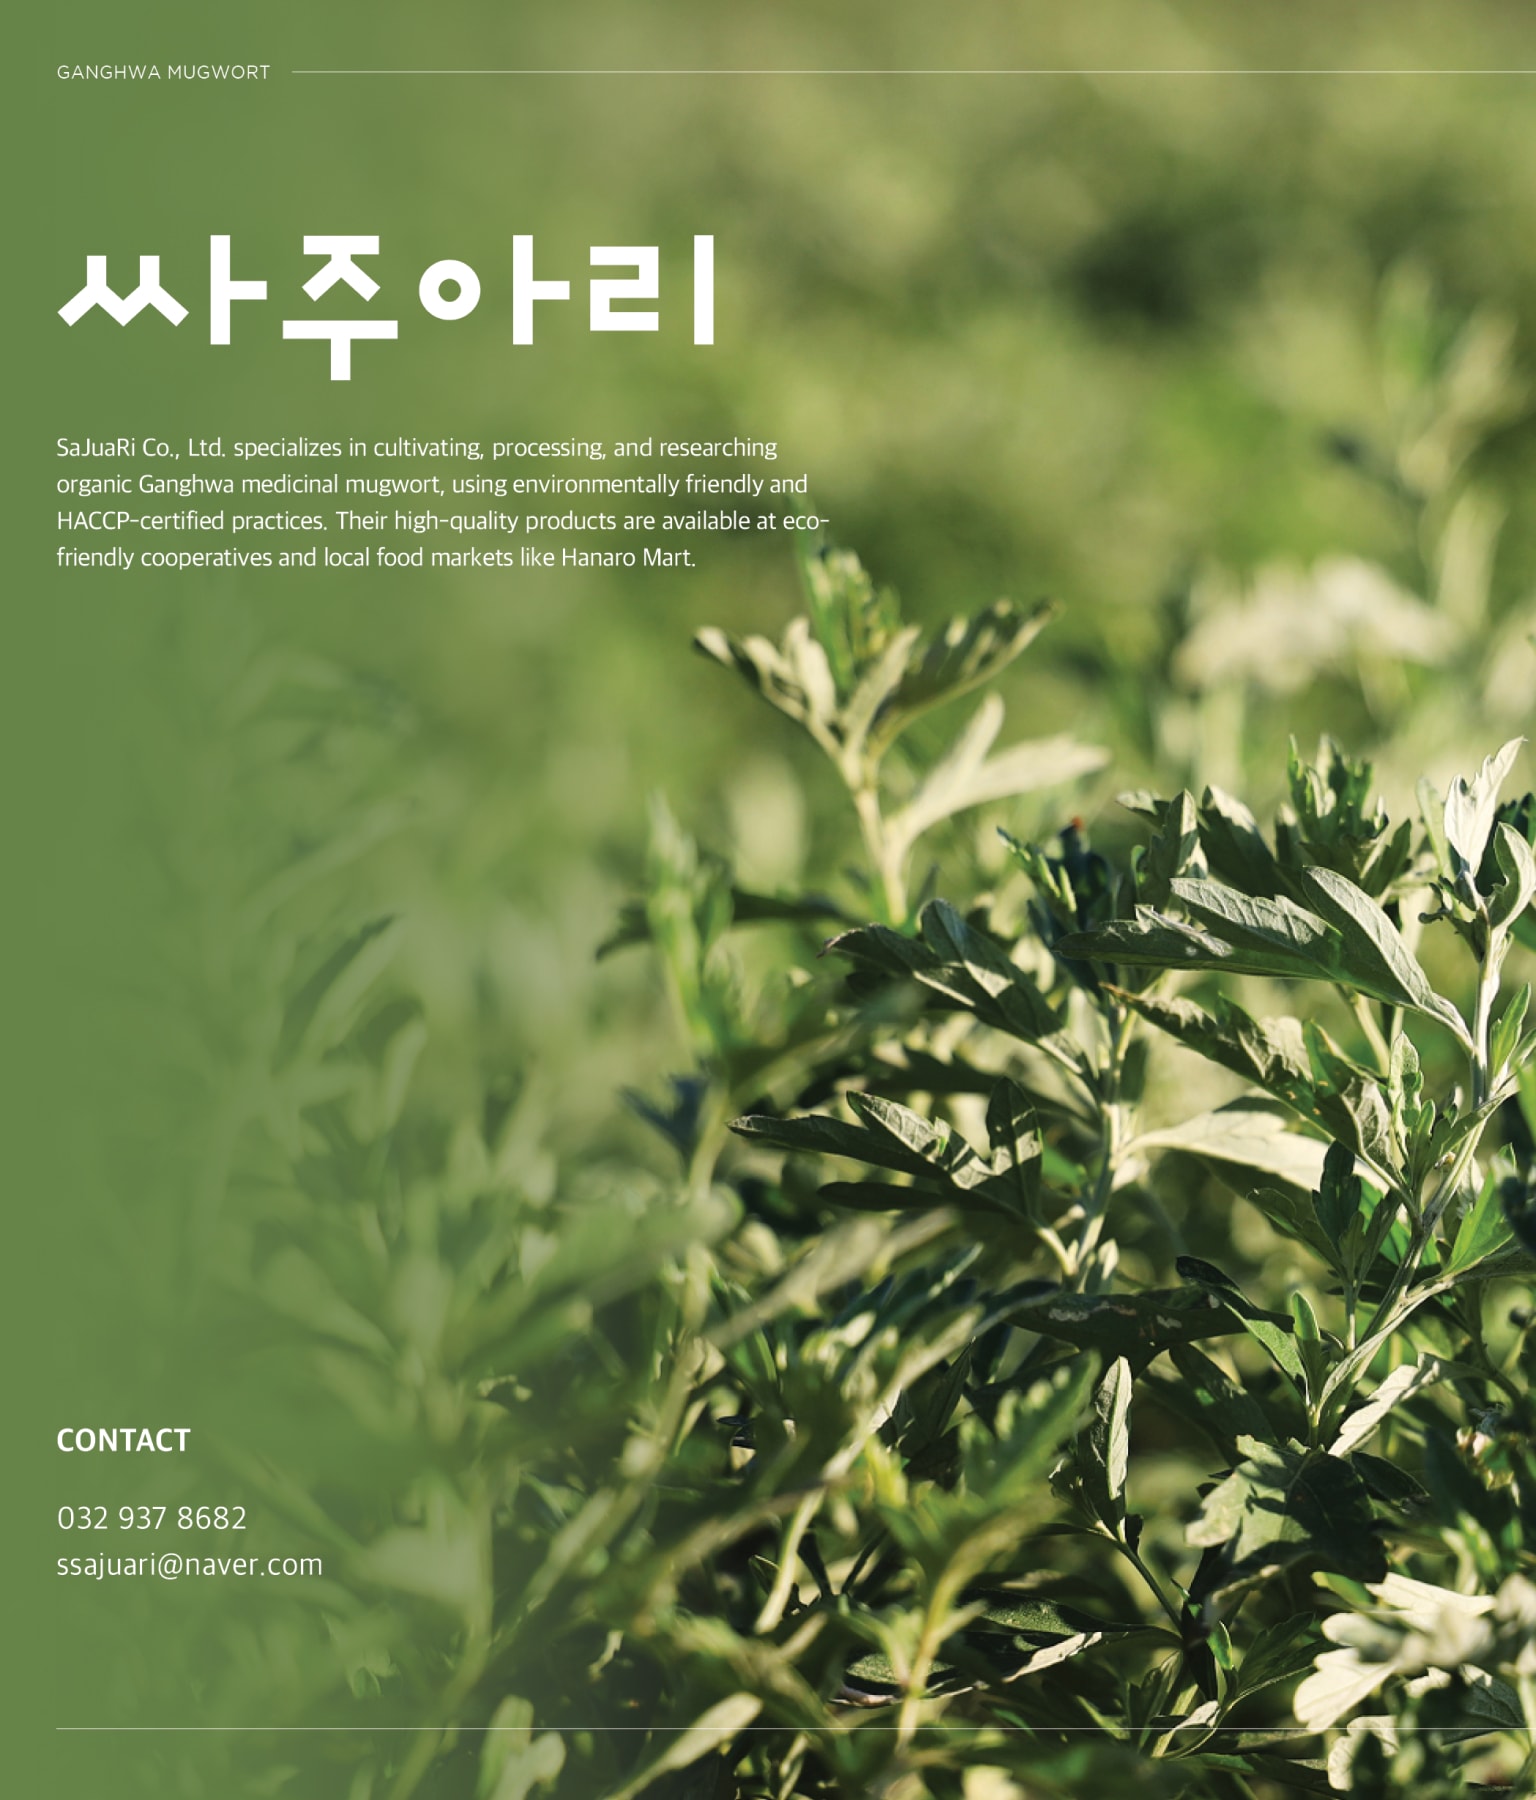 GANGHWA MUGWORT
싸주아리
SaJuaRi Co., Ltd. specializes in cultivating, processing, and researching
organic Ganghwa medicinal mugwort, using environmentally friendly and
HACCP-certified practices. Their high-quality products are available at eco-
friendly cooperatives and local food markets like Hanaro Mart.
CONTACT
032 937 8682
ssajuari@naver.com